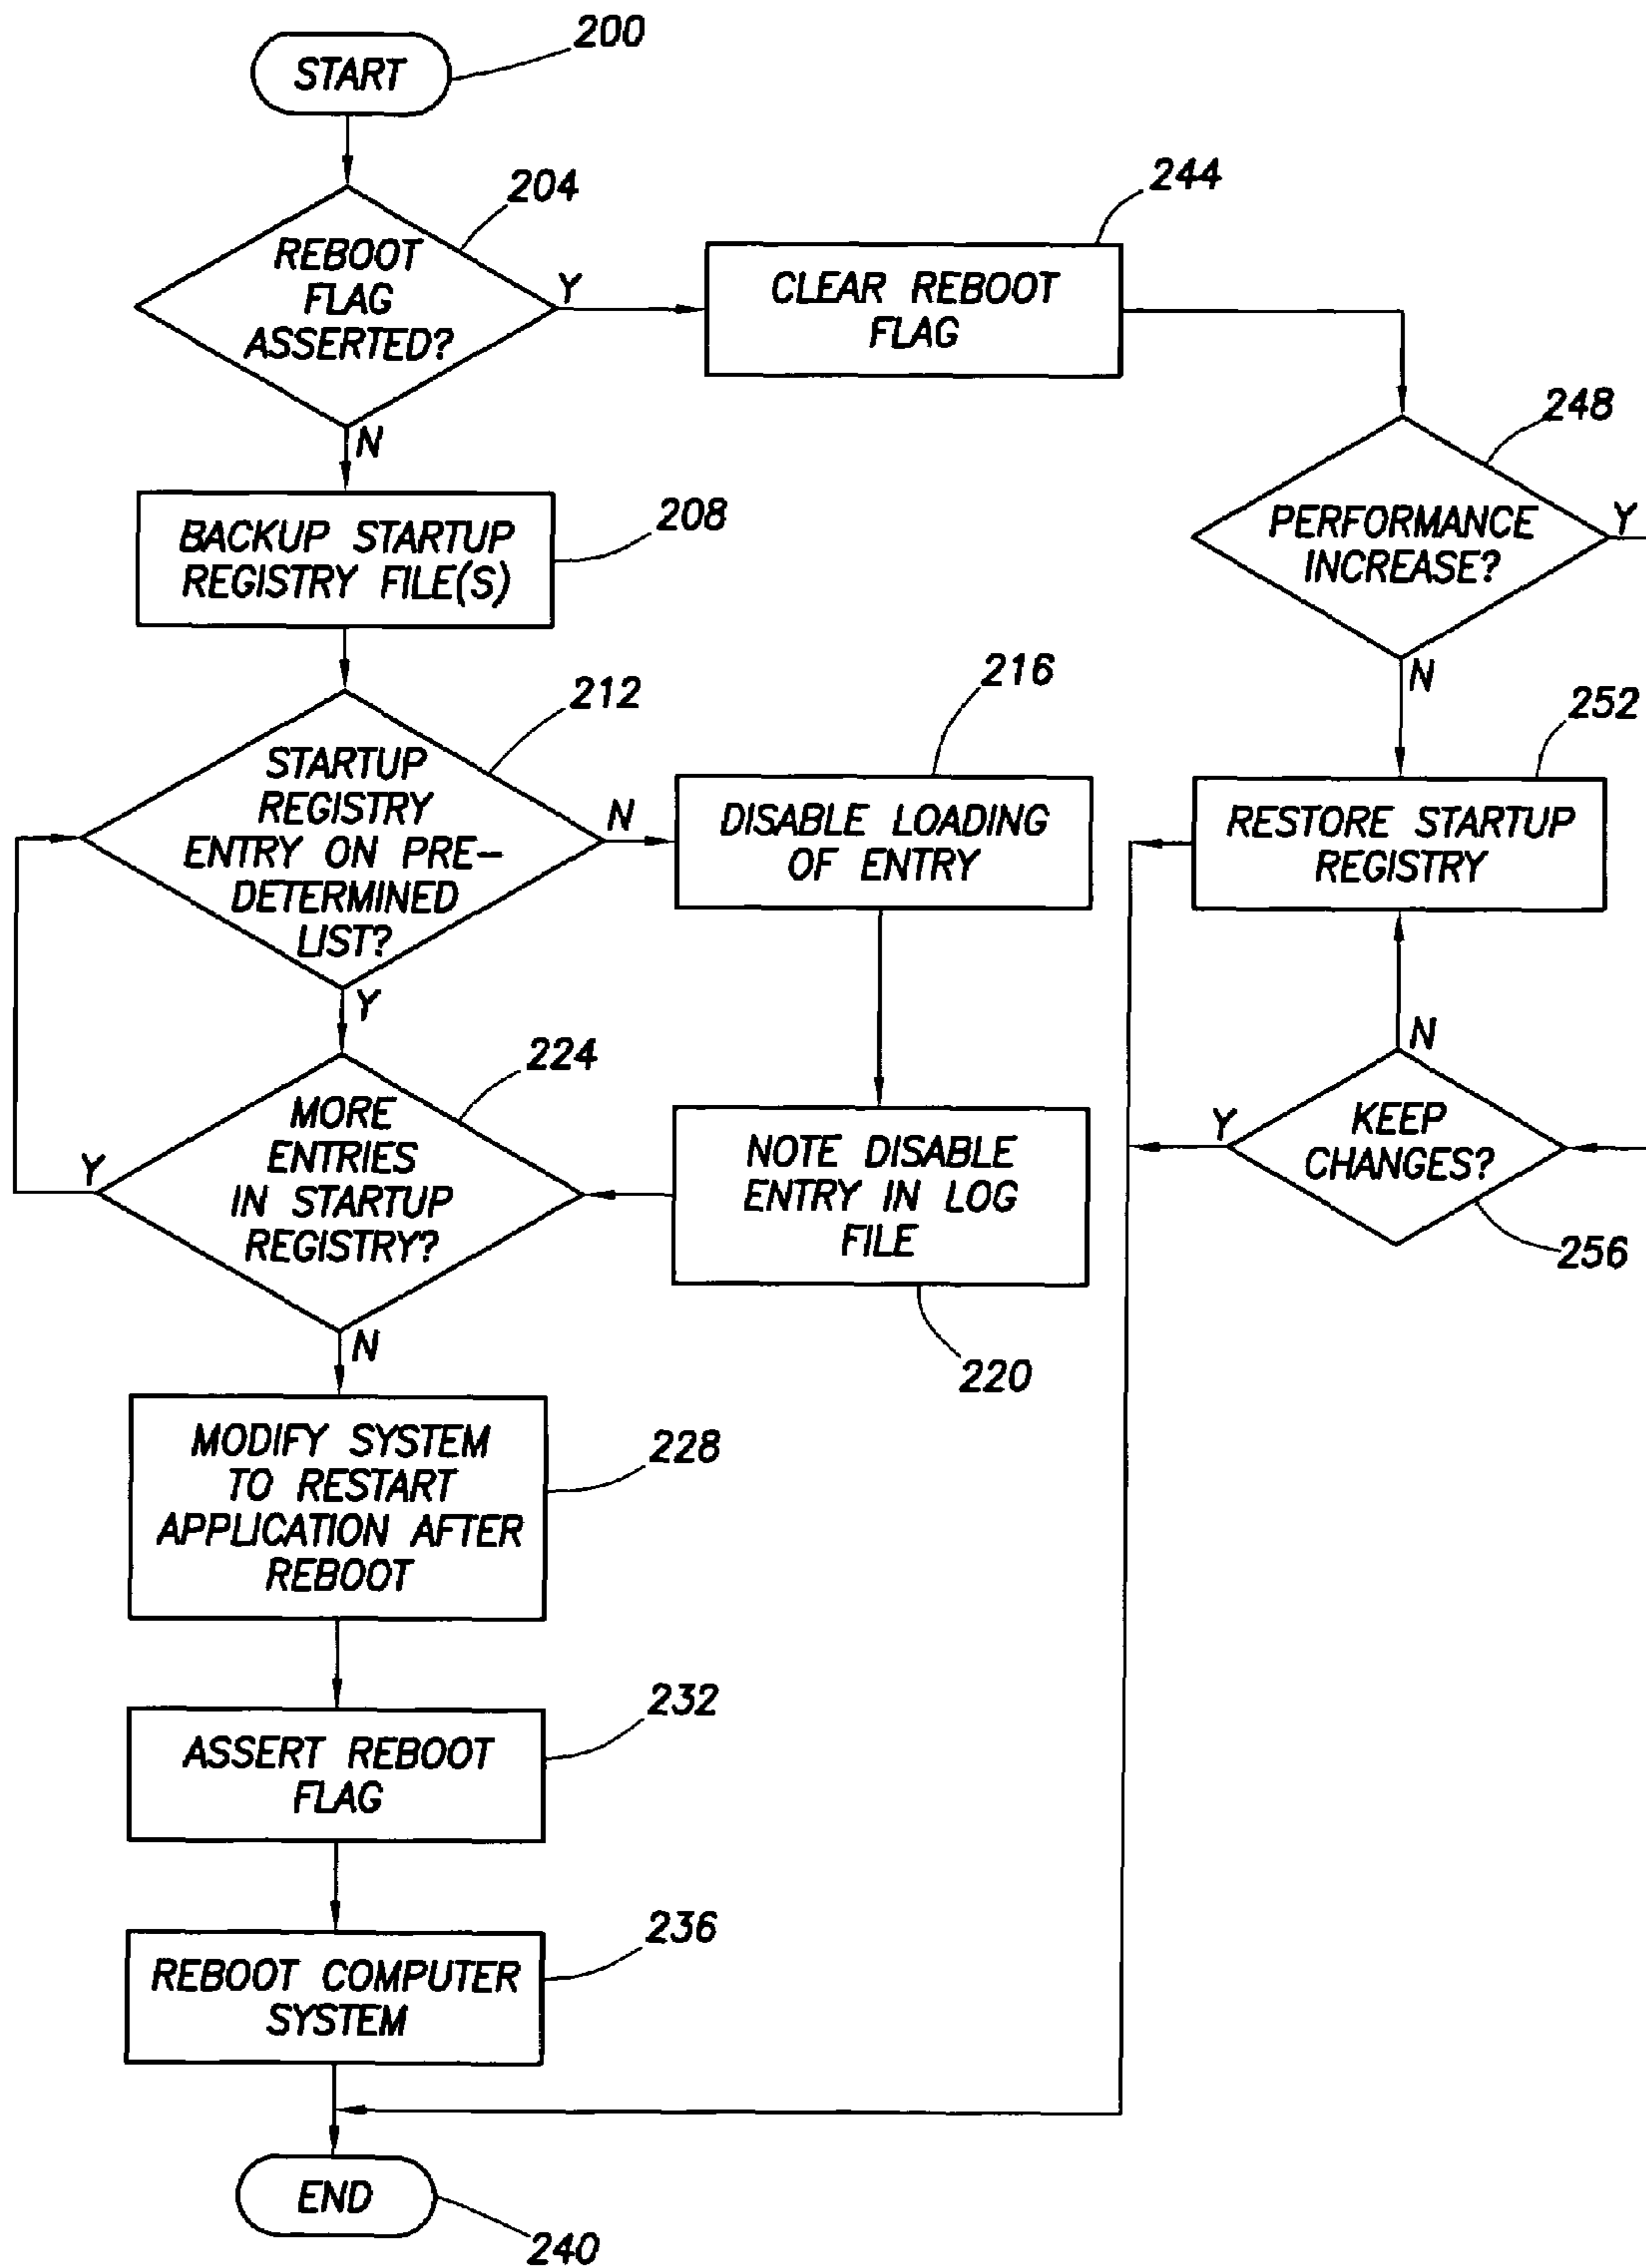 200
START
204
REBOOT
FLAG
ASSERTED?
Y
N
244
CLEAR REBOOT
FLAG
248
PERFORMANCE
INCREASE?
Y
N
208
BACKUP STARTUP
REGISTRY FILE(S)
212
STARTUP
REGISTRY
ENTRY ON PRE-
DETERMINED
LIST?
N
Y
216
DISABLE LOADING
OF ENTRY
252
RESTORE STARTUP
REGISTRY
224
MORE
ENTRIES
IN STARTUP
REGISTRY?
Y
N
NOTE DISABLE
ENTRY IN LOG
FILE
220
N
KEEP
CHANGES?
Y
256
228
MODIFY SYSTEM
TO RESTART
APPLICATION AFTER
REBOOT
232
ASSERT REBOOT
FLAG
236
REBOOT COMPUTER
SYSTEM
END
240